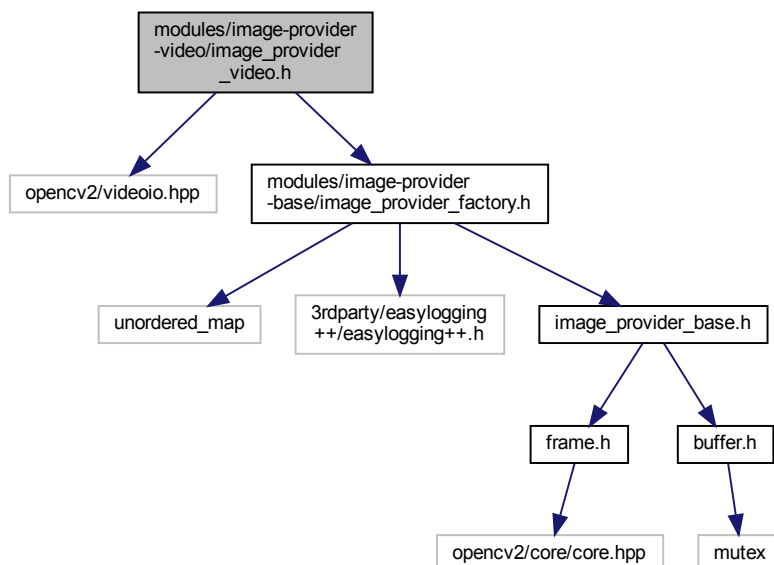 modules/image-provider
-video/image_provider
_video.h
opencv2/videoio.hpp
modules/image-provider
-base/image_provider_factory.h
unordered_map
3rdparty/easylogging
++/easylogging++.h
image_provider_base.h
frame.h
buffer.h
opencv2/core/core.hpp
mutex